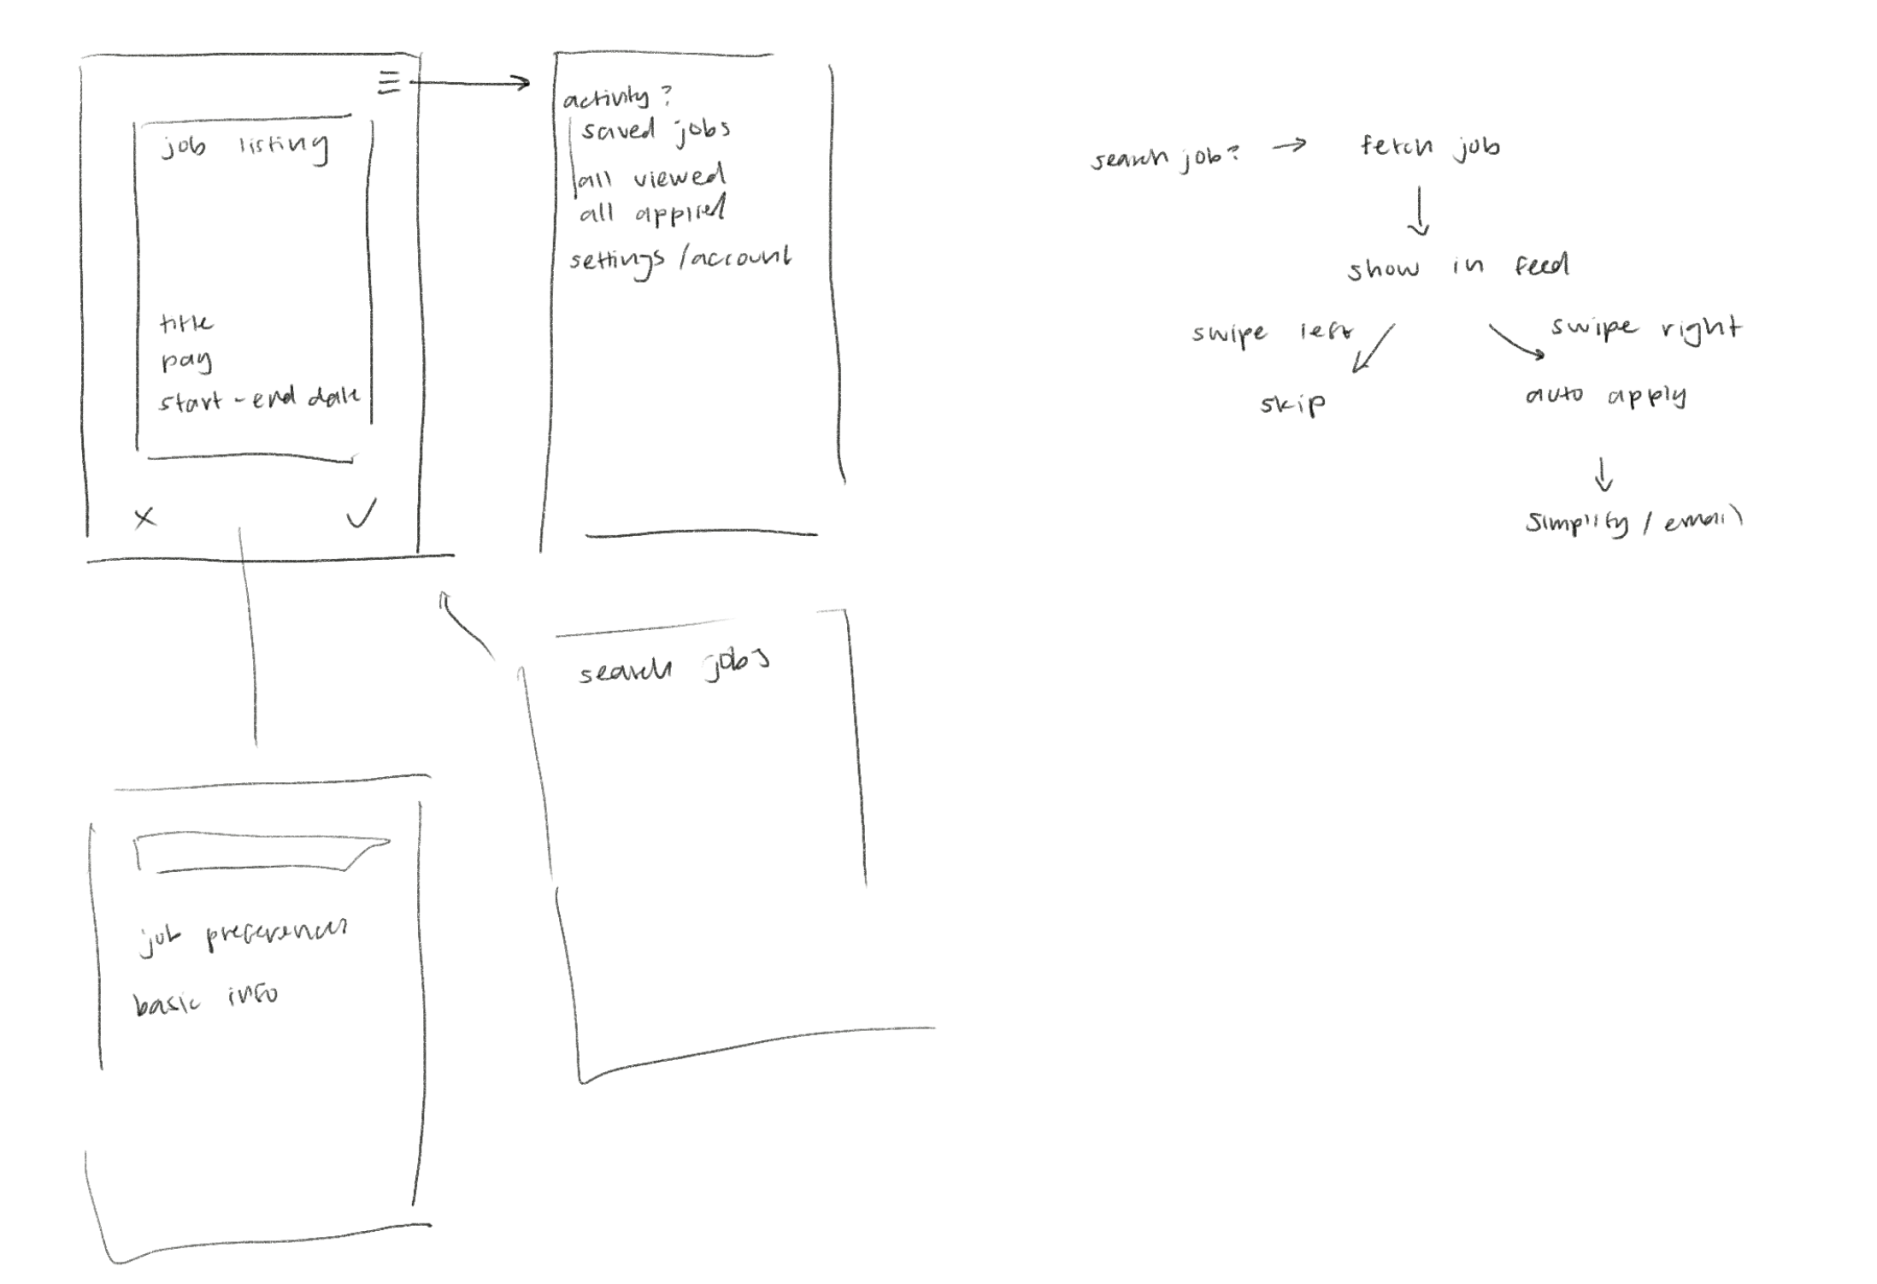 job listing
title
pay
start-end date
activity?
saved jobs
all viewed
all applied
settings/account
search job? → fetch job
show in feed
swipe left
swipe right
skip
auto apply
simplify/email
search jobs
job preferences
basic info